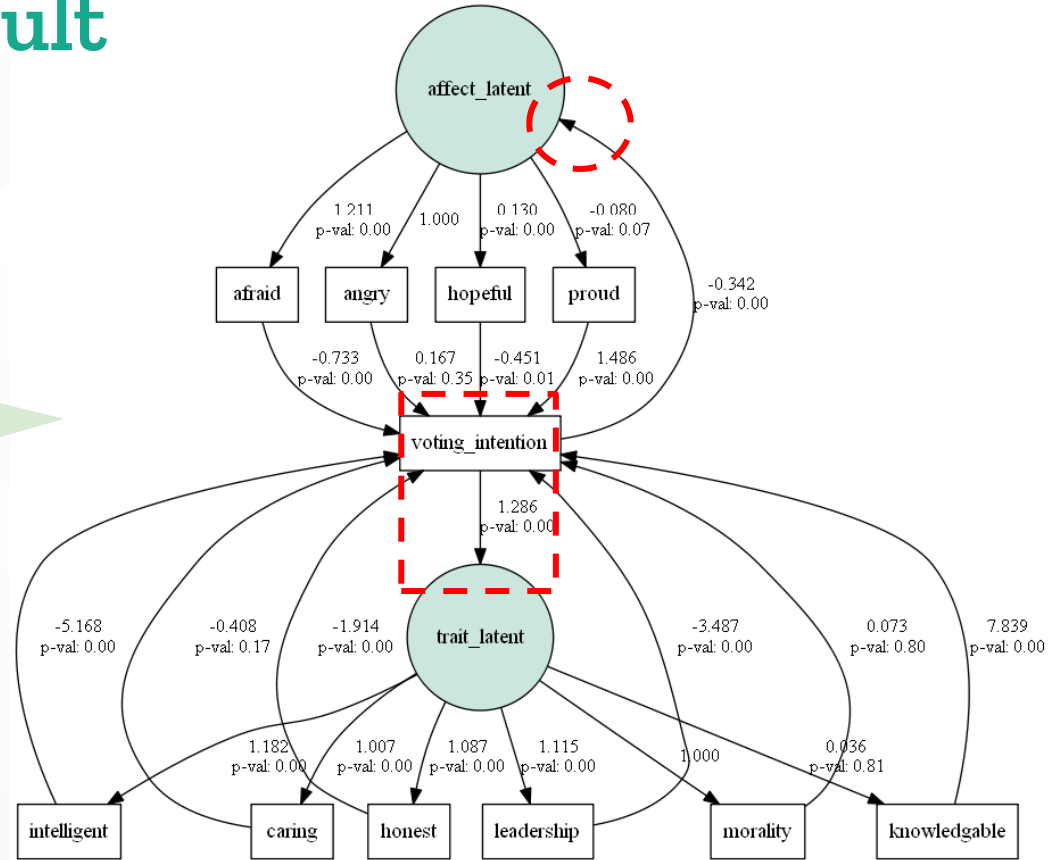 ult
affect_latent
1.211
p-val: 0.00
1.000
0.130
p-val: 0.00
-0.080
p-val: 0.07
-0.342
p-val: 0.00
afraid
angry
hopeful
proud
-0.733
p-val: 0.00
0.167
p-val: 0.35
-0.451
p-val: 0.01
1.486
p-val: 0.00
voting_intention
1.286
p-val: 0.00
-5.168
p-val: 0.00
-0.408
p-val: 0.17
-1.914
p-val: 0.00
trait_latent
-3.487
p-val: 0.00
0.073
p-val: 0.80
7.839
p-val: 0.00
1.182
p-val: 0.00
1.007
p-val: 0.00
1.087
p-val: 0.00
1.115
p-val: 0.00
1.000
0.036
p-val: 0.81
intelligent
caring
honest
leadership
morality
knowledgable